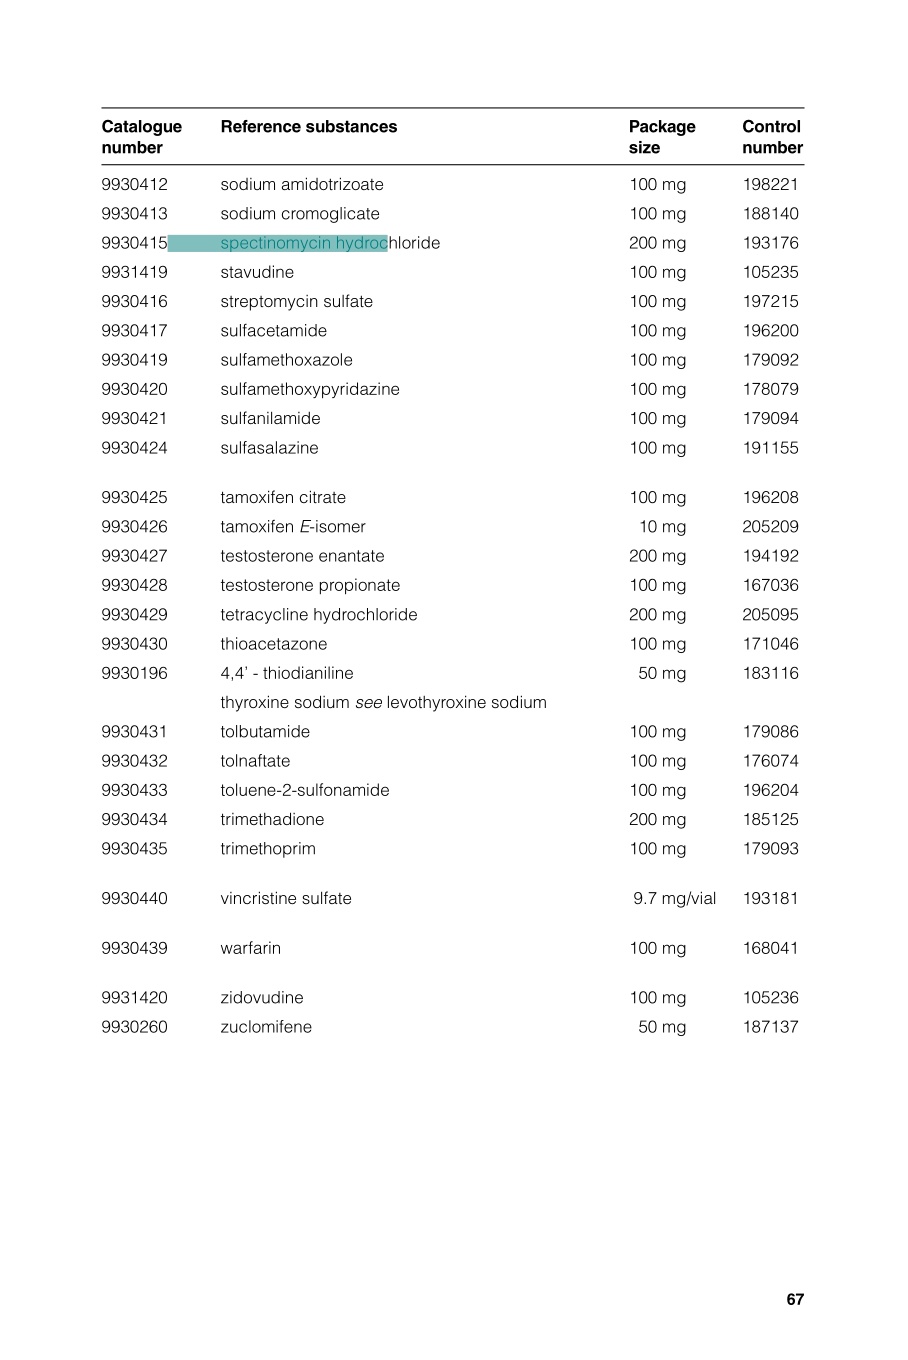 Catalogue number Reference substances Package size Control number
9930412 sodium amidotrizoate 100 mg 198221
9930413 sodium cromoglicate 100 mg 188140
9930415 spectinomycin hydrochloride 200 mg 193176
9931419 stavudine 100 mg 105235
9930416 streptomycin sulfate 100 mg 197215
9930417 sulfacetamide 100 mg 196200
9930419 sulfamethoxazole 100 mg 179092
9930420 sulfamethoxypyridazine 100 mg 178079
9930421 sulfanilamide 100 mg 179094
9930424 sulfasalazine 100 mg 191155
9930425 tamoxifen citrate 100 mg 196208
9930426 tamoxifen E-isomer 10 mg 205209
9930427 testosterone enantate 200 mg 194192
9930428 testosterone propionate 100 mg 167036
9930429 tetracycline hydrochloride 200 mg 205095
9930430 thioacetazone 100 mg 171046
9930196 4,4’ - thiodianiline 50 mg 183116
thyroxine sodium see levothyroxine sodium
9930431 tolbutamide 100 mg 179086
9930432 tolnaftate 100 mg 176074
9930433 toluene-2-sulfonamide 100 mg 196204
9930434 trimethadione 200 mg 185125
9930435 trimethoprim 100 mg 179093
9930440 vincristine sulfate 9.7 mg/vial 193181
9930439 warfarin 100 mg 168041
9931420 zidovudine 100 mg 105236
9930260 zuclomifene 50 mg 187137
67